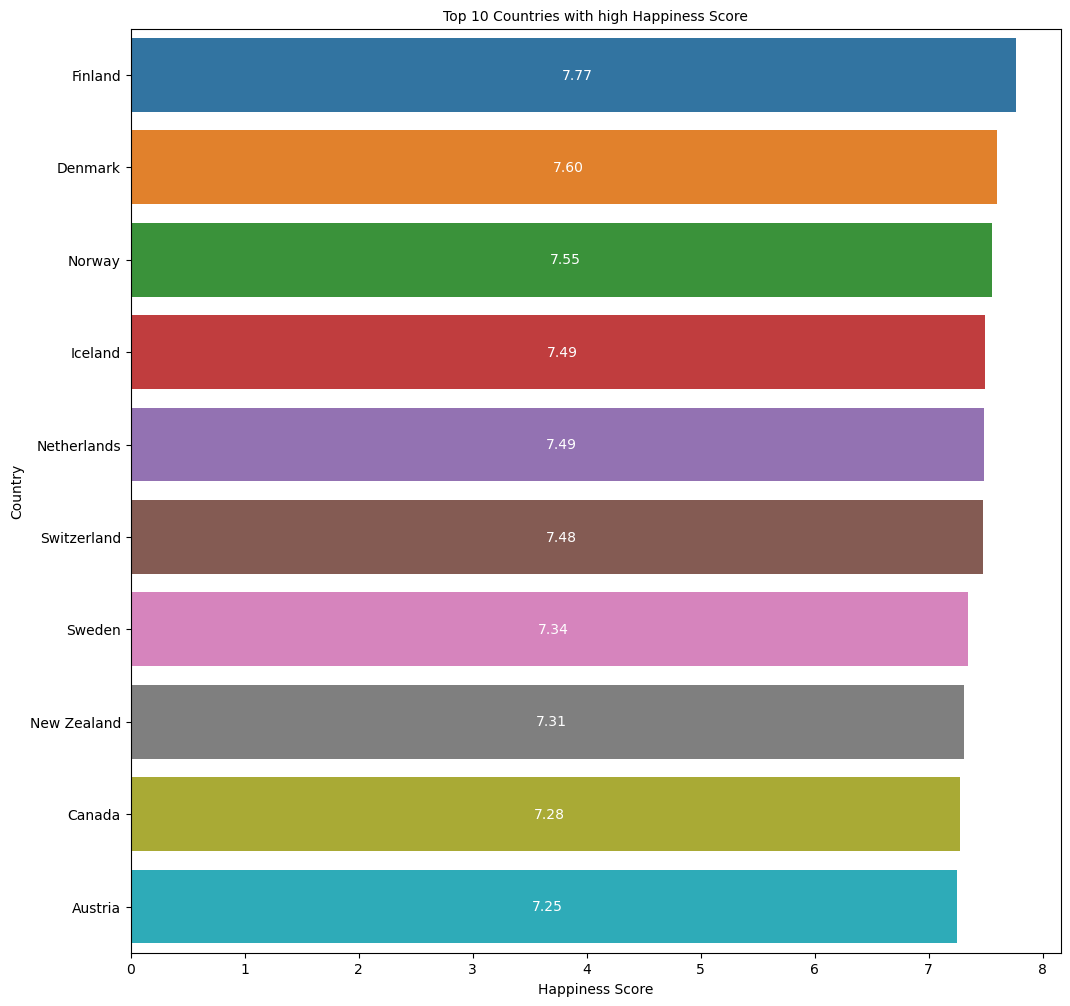 Top 10 Countries with high Happiness Score
Country
Finland 7.77
Denmark 7.60
Norway 7.55
Iceland 7.49
Netherlands 7.49
Switzerland 7.48
Sweden 7.34
New Zealand 7.31
Canada 7.28
Austria 7.25
0 1 2 3 4 5 6 7 8
Happiness Score